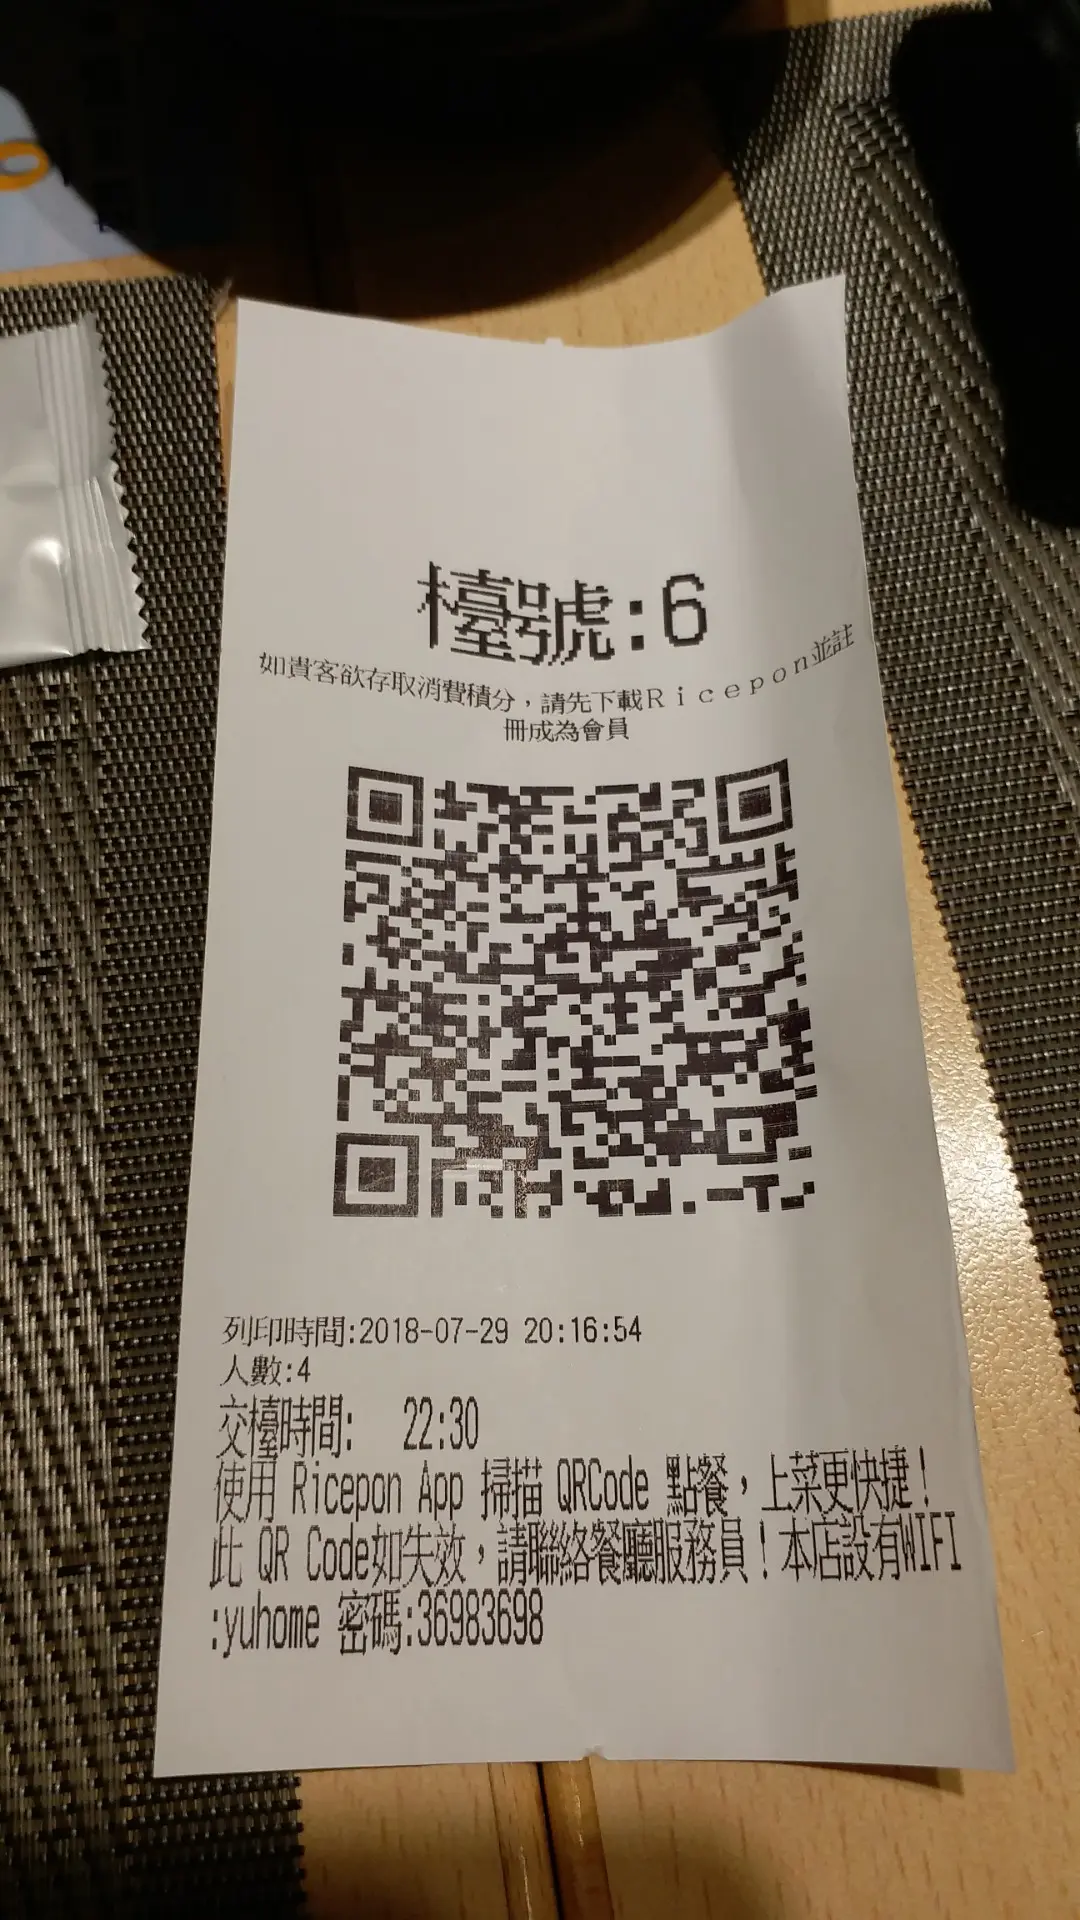 檯號:6
如貴客欲存取消費積分，請先下載Ｒｉｃｅｐｏｎ並註
冊成為會員
列印時間:2018-07-29 20:16:54
人數:4
交檯時間: 22:30
使用 Ricepon App 掃描 QRCode 點餐，上菜更快捷！
此 QR Code如失效，請聯絡餐廳服務員！本店設有WIFI
:yuhome 密碼:36983698